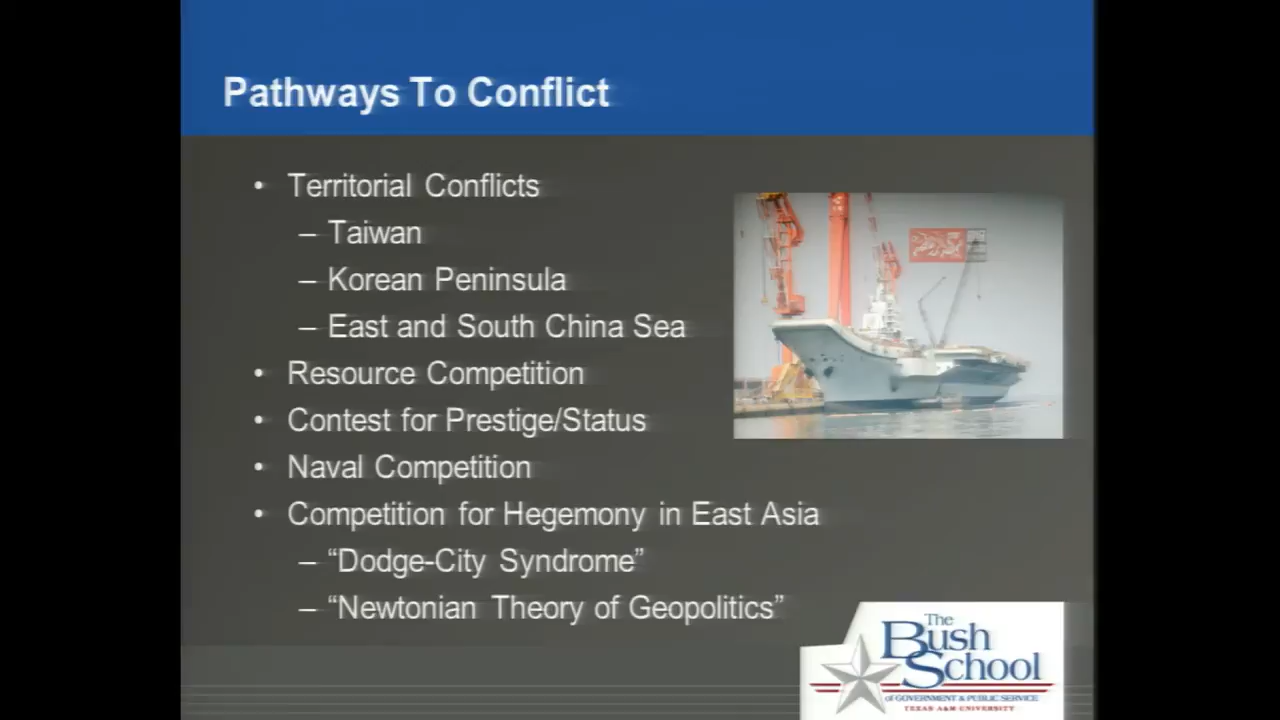 Pathways To Conflict
• Territorial Conflicts
– Taiwan
– Korean Peninsula
– East and South China Sea
• Resource Competition
• Contest for Prestige/Status
• Naval Competition
• Competition for Hegemony in East Asia
– “Dodge-City Syndrome”
– “Newtonian Theory of Geopolitics”
The
Bush
School
OF GOVERNMENT & PUBLIC SERVICE
TEXAS A&M UNIVERSITY